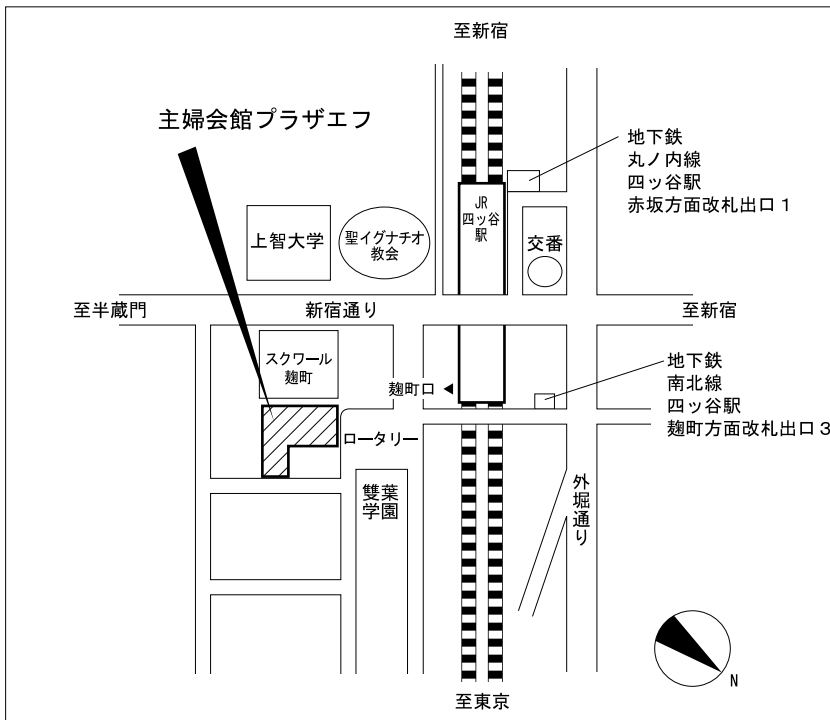 至新宿
主婦会館プラザエフ
地下鉄
丸ノ内線
四ッ谷駅
赤坂方面改札出口1
JR
四ッ谷
駅
上智大学
聖イグナチオ
教会
交番
至半蔵門
新宿通り
至新宿
スクワール
麹町
麹町口
地下鉄
南北線
四ッ谷駅
麹町方面改札出口3
ロータリー
雙葉
学園
外堀通り
N
至東京